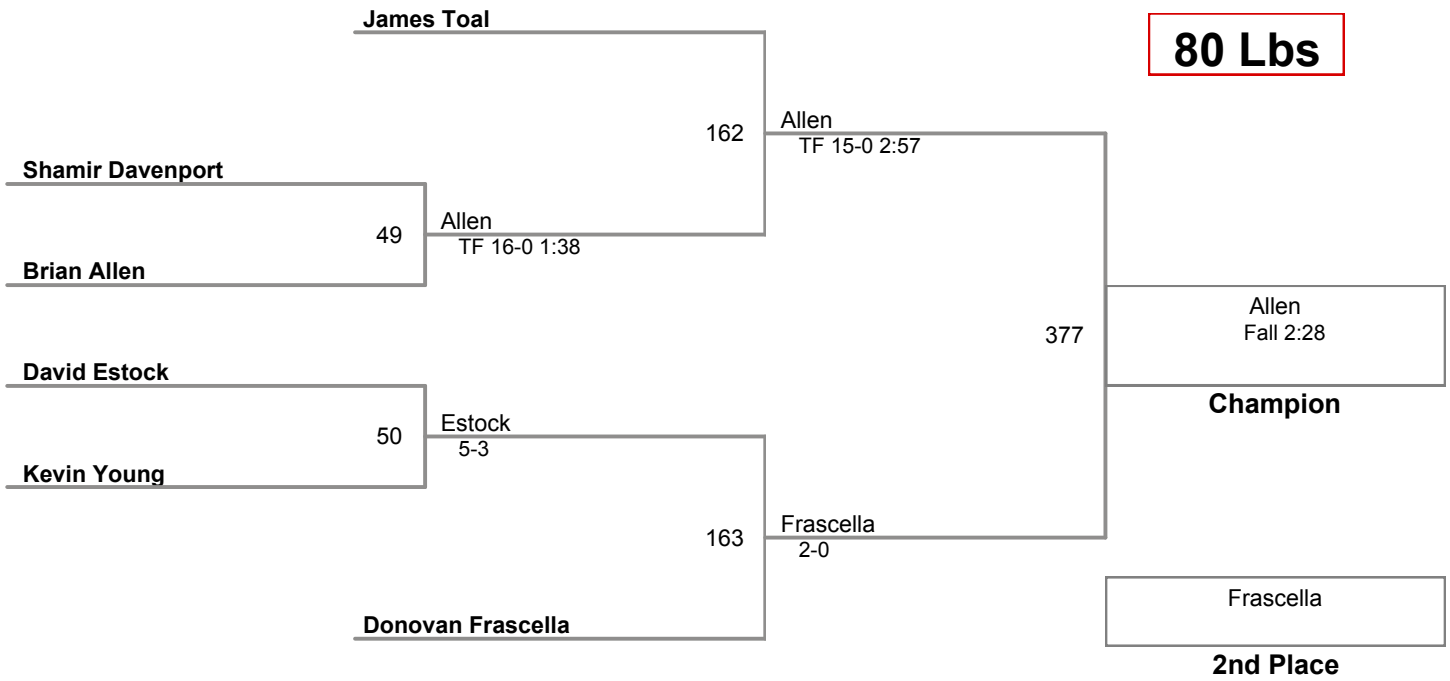 James Toal
80 Lbs
162
Allen
TF 15-0 2:57
Shamir Davenport
49
Allen
TF 16-0 1:38
Brian Allen
377
Allen
Fall 2:28
Champion
David Estock
50
Estock
5-3
Kevin Young
163
Frascella
2-0
Donovan Frascella
Frascella
2nd Place